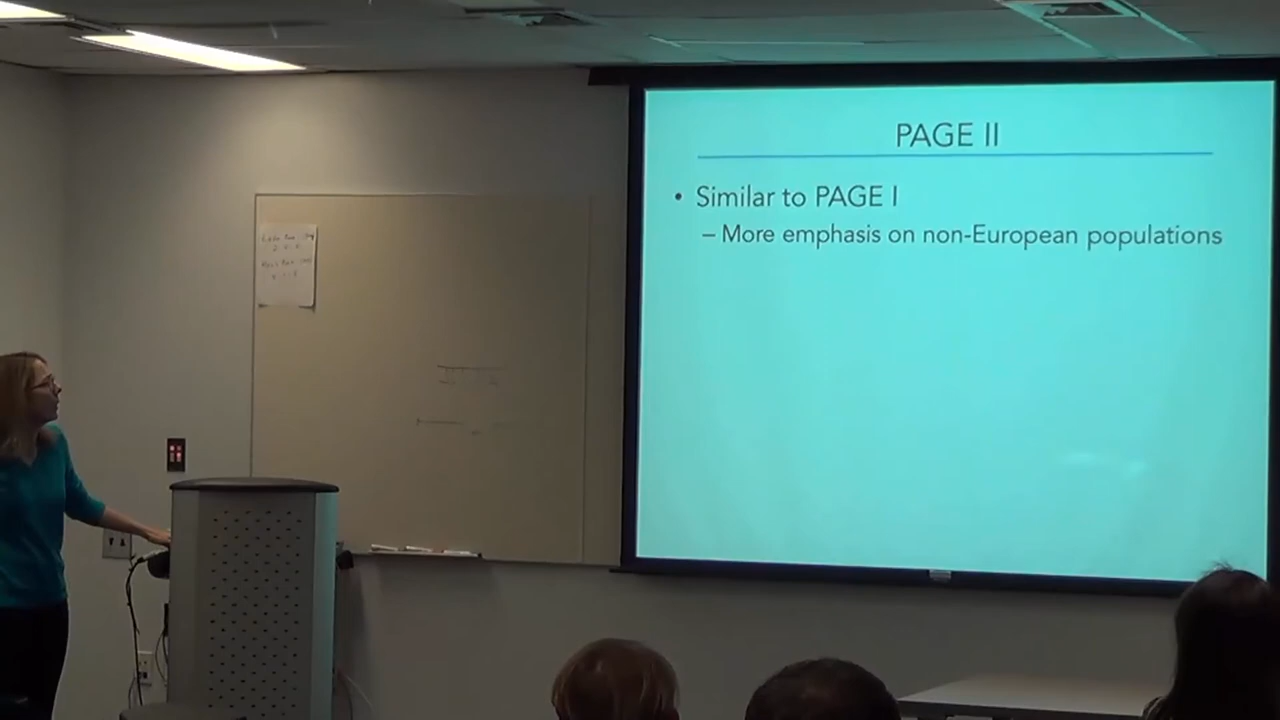 PAGE II
• Similar to PAGE I
– More emphasis on non-European populations